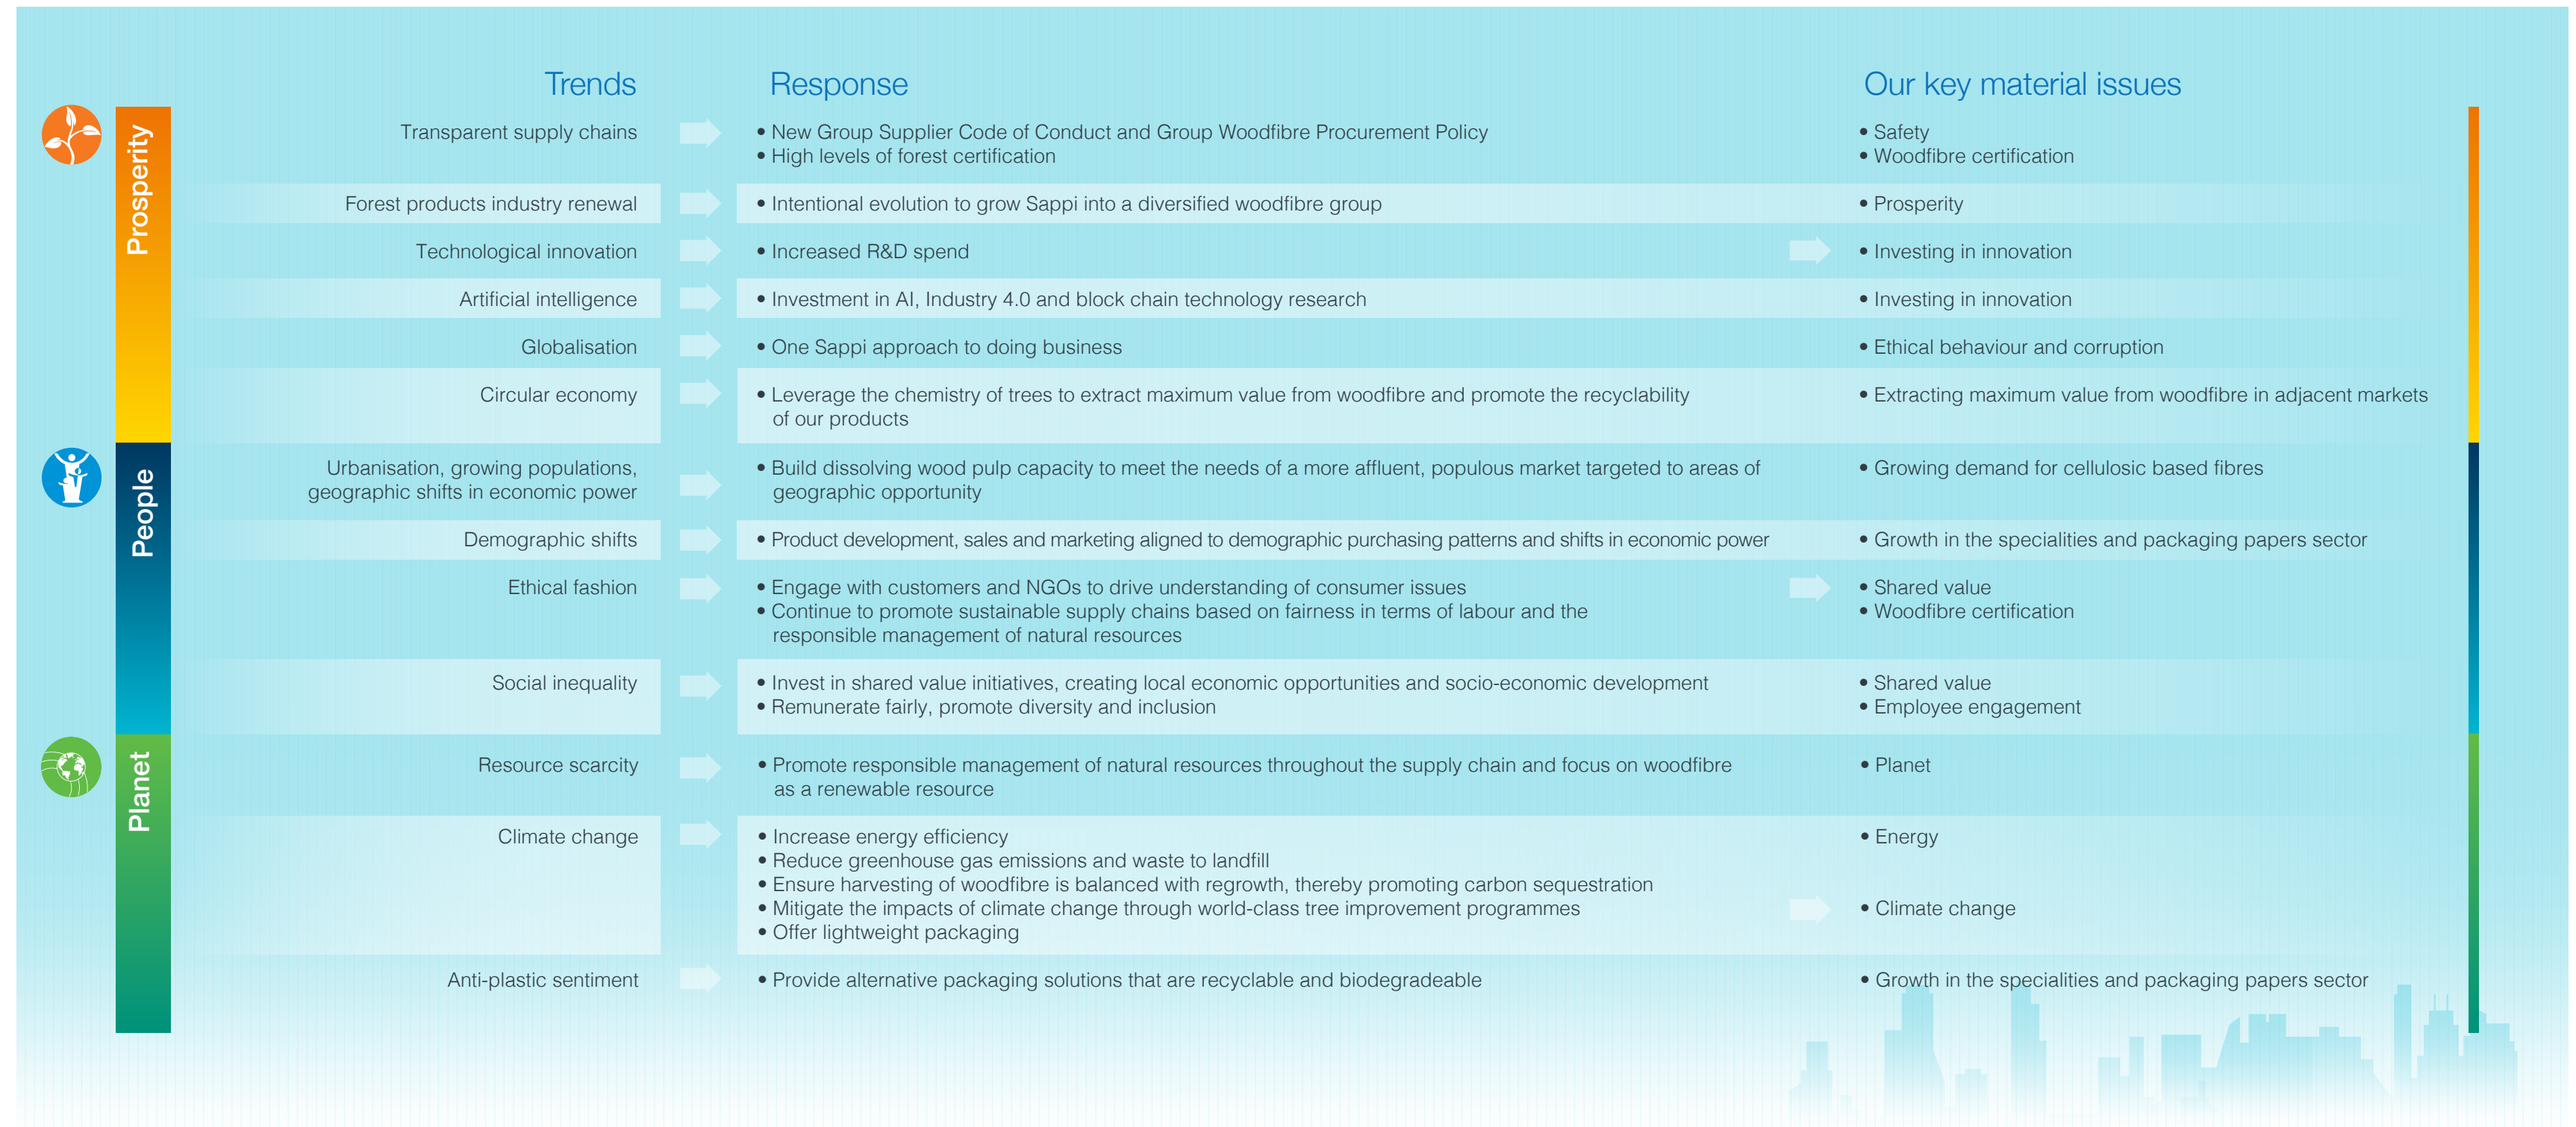 Trends
Response
Our key material issues
Prosperity
Transparent supply chains
• New Group Supplier Code of Conduct and Group Woodfibre Procurement Policy
• High levels of forest certification
• Safety
• Woodfibre certification
Forest products industry renewal
• Intentional evolution to grow Sappi into a diversified woodfibre group
• Prosperity
Technological innovation
• Increased R&D spend
• Investing in innovation
Artificial intelligence
• Investment in AI, Industry 4.0 and block chain technology research
• Investing in innovation
Globalisation
• One Sappi approach to doing business
• Ethical behaviour and corruption
Circular economy
• Leverage the chemistry of trees to extract maximum value from woodfibre and promote the recyclability
of our products
• Extracting maximum value from woodfibre in adjacent markets
People
Urbanisation, growing populations,
geographic shifts in economic power
• Build dissolving wood pulp capacity to meet the needs of a more affluent, populous market targeted to areas of
geographic opportunity
• Growing demand for cellulosic based fibres
Demographic shifts
• Product development, sales and marketing aligned to demographic purchasing patterns and shifts in economic power
• Growth in the specialities and packaging papers sector
Ethical fashion
• Engage with customers and NGOs to drive understanding of consumer issues
• Continue to promote sustainable supply chains based on fairness in terms of labour and the
responsible management of natural resources
• Shared value
• Woodfibre certification
Social inequality
• Invest in shared value initiatives, creating local economic opportunities and socio-economic development
• Remunerate fairly, promote diversity and inclusion
• Shared value
• Employee engagement
Planet
Resource scarcity
• Promote responsible management of natural resources throughout the supply chain and focus on woodfibre
as a renewable resource
• Planet
Climate change
• Increase energy efficiency
• Reduce greenhouse gas emissions and waste to landfill
• Ensure harvesting of woodfibre is balanced with regrowth, thereby promoting carbon sequestration
• Mitigate the impacts of climate change through world-class tree improvement programmes
• Offer lightweight packaging
• Energy
• Climate change
Anti-plastic sentiment
• Provide alternative packaging solutions that are recyclable and biodegradeable
• Growth in the specialities and packaging papers sector